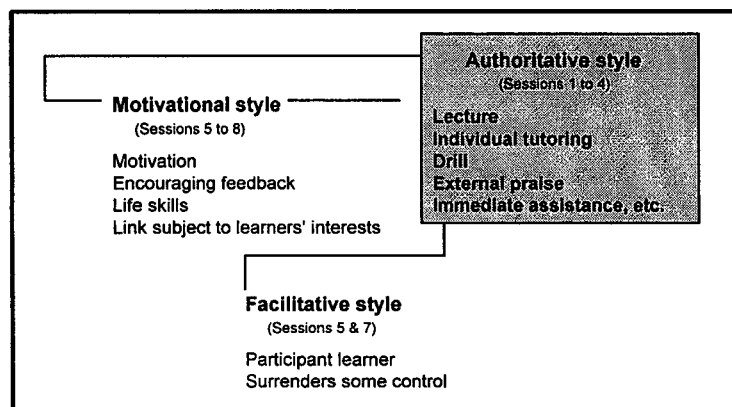 Authoritative style
(Sessions 1 to 4)
Lecture
Individual tutoring
Drill
External praise
Immediate assistance, etc.
Motivational style
(Sessions 5 to 8)
Motivation
Encouraging feedback
Life skills
Link subject to learners' interests
Facilitative style
(Sessions 5 & 7)
Participant learner
Surrenders some control